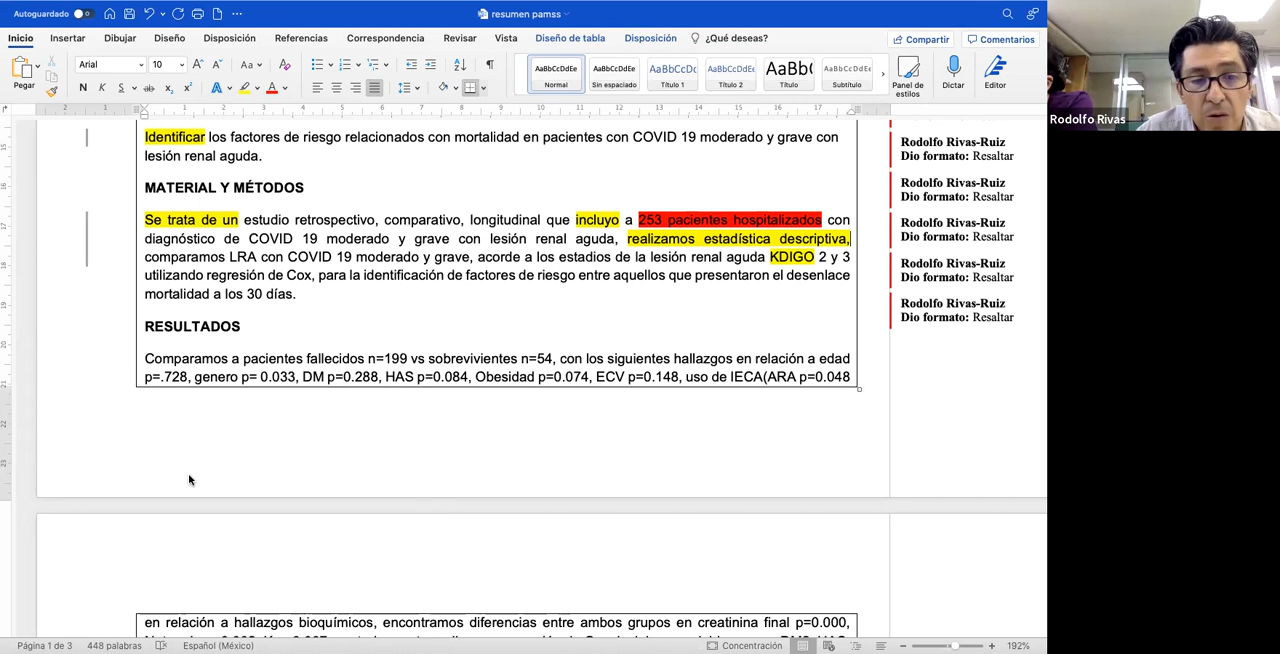 Autoguardado
resumen pamss
Inicio Insertar Dibujar Diseño Disposición Referencias Correspondencia Revisar Vista Diseño de tabla Disposición ¿Qué deseas? Compartir Comentarios
Pegar
Arial 10
AaBbCcDdEe Normal
AaBbCcDdEe Sin espaciado
AaBbCcDc Título 1
AaBbCcDdEe Título 2
AaBb( Título
AaBbCcDdEe Subtítulo
Panel de estilos
Dictar
Editor
Rodolfo Rivas
Identificar los factores de riesgo relacionados con mortalidad en pacientes con COVID 19 moderado y grave con
lesión renal aguda.
MATERIAL Y MÉTODOS
Se trata de un estudio retrospectivo, comparativo, longitudinal que incluyo a 253 pacientes hospitalizados con
diagnóstico de COVID 19 moderado y grave con lesión renal aguda, realizamos estadística descriptiva,
comparamos LRA con COVID 19 moderado y grave, acorde a los estadios de la lesión renal aguda KDIGO 2 y 3
utilizando regresión de Cox, para la identificación de factores de riesgo entre aquellos que presentaron el desenlace
mortalidad a los 30 días.
RESULTADOS
Comparamos a pacientes fallecidos n=199 vs sobrevivientes n=54, con los siguientes hallazgos en relación a edad
p=.728, genero p= 0.033, DM p=0.288, HAS p=0.084, Obesidad p=0.074, ECV p=0.148, uso de IECA(ARA p=0.048
en relación a hallazgos bioquímicos, encontramos diferencias entre ambos grupos en creatinina final p=0.000,
Rodolfo Rivas-Ruiz
Dio formato: Resaltar
Rodolfo Rivas-Ruiz
Dio formato: Resaltar
Rodolfo Rivas-Ruiz
Dio formato: Resaltar
Rodolfo Rivas-Ruiz
Dio formato: Resaltar
Rodolfo Rivas-Ruiz
Dio formato: Resaltar
Página 1 de 3 448 palabras Español (México) Concentración 192%